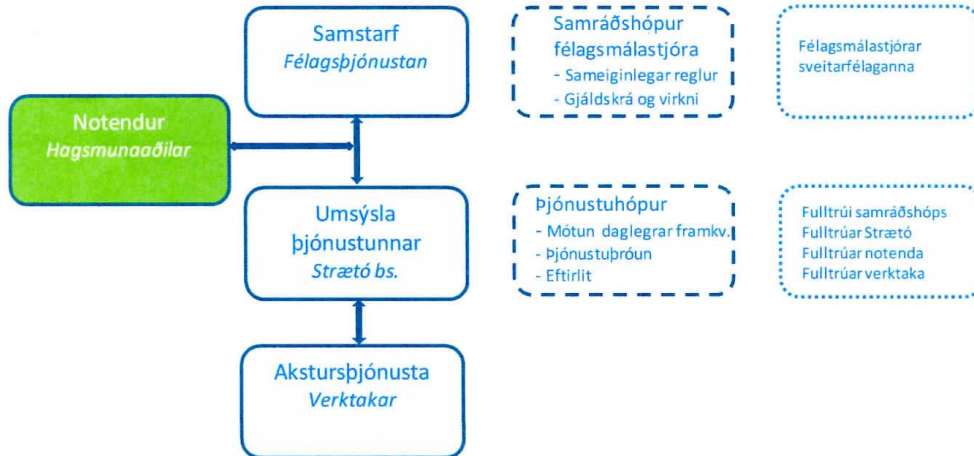 Samstarf
Félagsþjónustan
Samráðshópur
félagsmálastjóra
- Sameiginlegar reglur
- Gjáldskrá og virkni
Félagsmálastjórar
sveitarfélaganna
Notendur
Hagsmunaaðilar
Umsýsla
þjónustunnar
Strætó bs.
Þjónustuhópur
- Mótun daglegrar framkv.
- Þjónustuþróun
- Eftirlit
Fulltrúi samráðshóps
Fulltrúar Strætó
Fulltrúar notenda
Fulltrúar verktaka
Akstursþjónusta
Verktakar